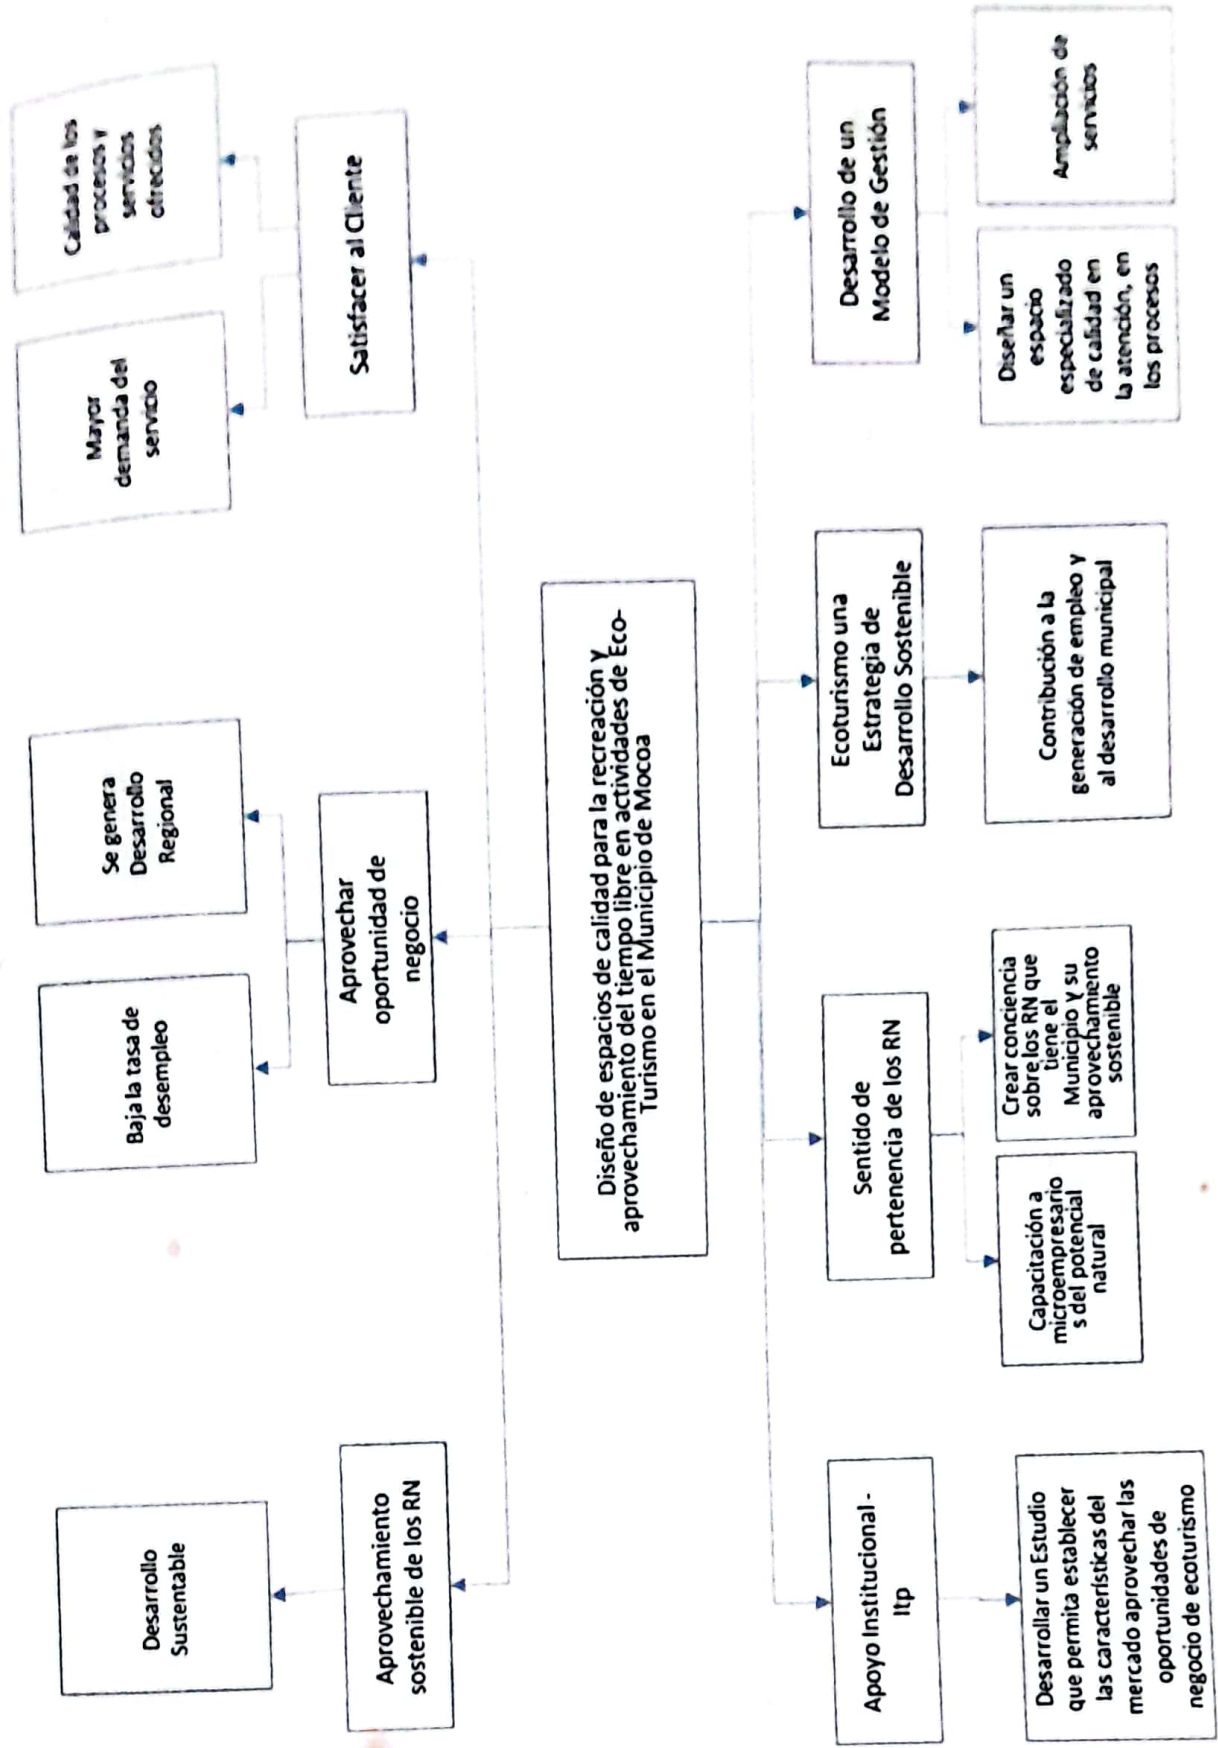 Desarrollo
Sustentable
Baja la tasa de
desempleo
Se genera
Desarrollo
Regional
Mayor
demanda del
servicio
Calidad de los
procesos y
servicios
ofrecidos
Aprovechamiento
sostenible de los RN
Aprovechar
oportunidad de
negocio
Satisfacer al Cliente
Diseño de espacios de calidad para la recreación y
aprovechamiento del tiempo libre en actividades de Eco-
Turismo en el Municipio de Mocoa
Apoyo Institucional -
Itp
Sentido de
pertenencia de los RN
Ecoturismo una
Estrategia de
Desarrollo Sostenible
Desarrollo de un
Modelo de Gestión
Desarrollar un Estudio
que permita establecer
las características del
mercado aprovechar las
oportunidades de
negocio de ecoturismo
Capacitación a
microempresario
s del potencial
natural
Crear conciencia
sobre los RN que
tiene el
Municipio y su
aprovechamiento
sostenible
Contribución a la
generación de empleo y
al desarrollo municipal
Diseñar un
espacio
especializado
de calidad en
la atención, en
los procesos
Ampliación de
servicios